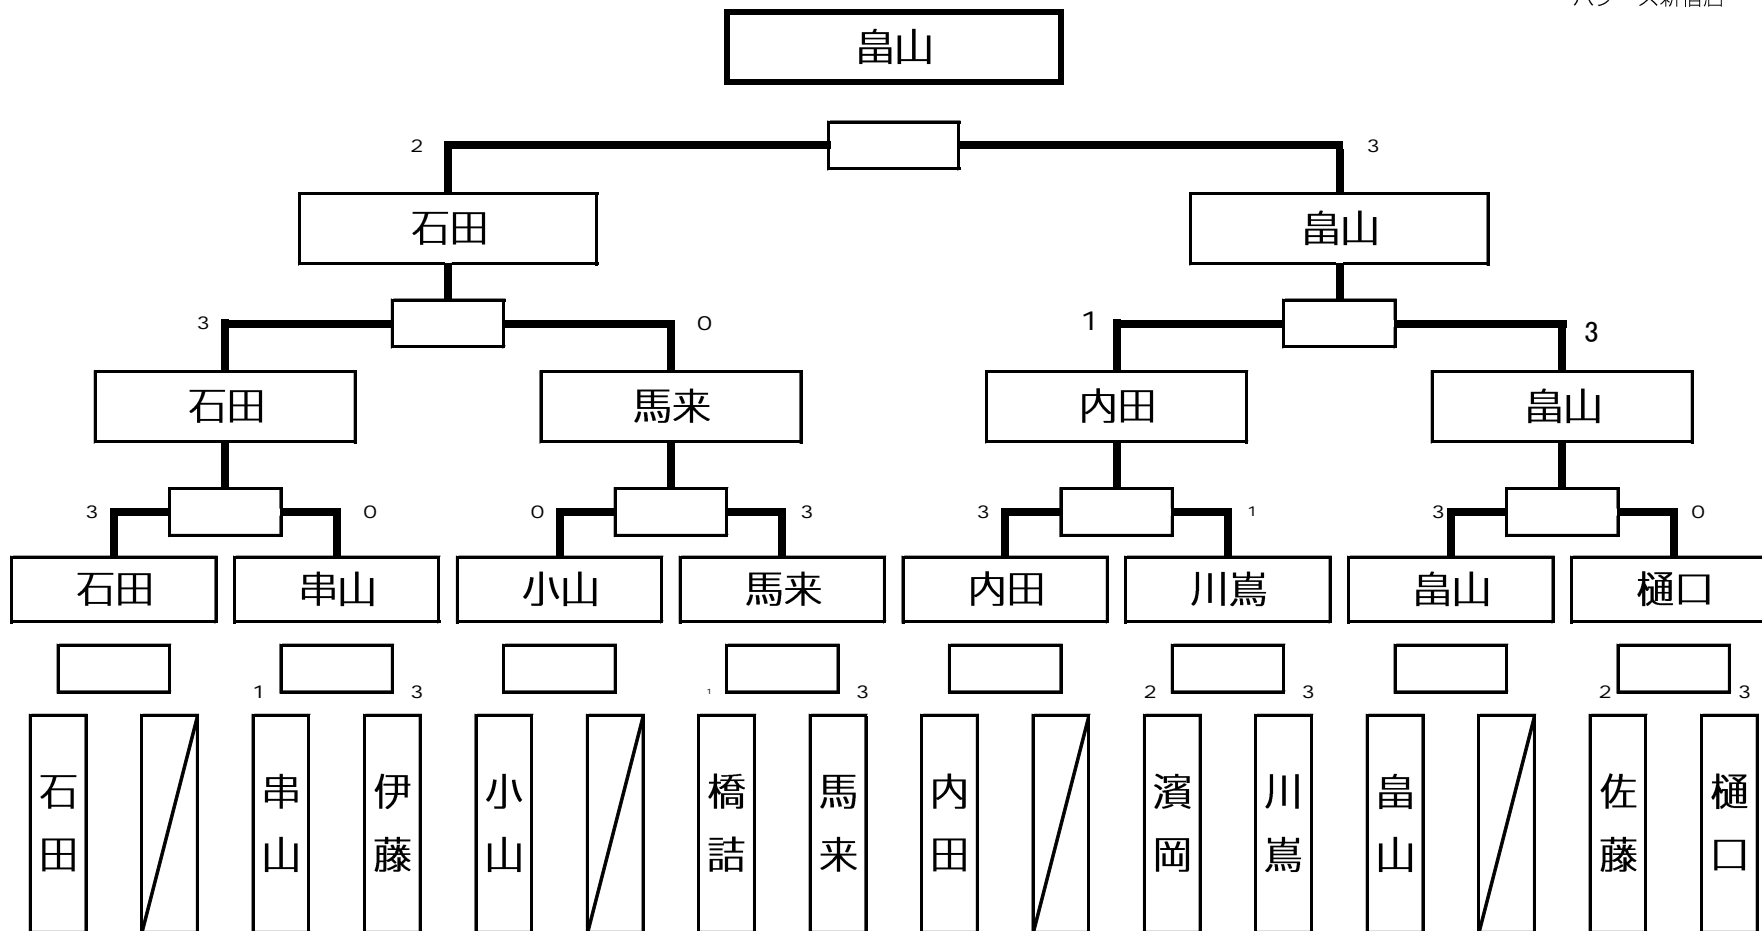 畠山
2 3
石田 畠山
3 0 1 3
石田 馬来 内田 畠山
3 0 0 3 3 1 3 0
石田 串山 小山 馬来 内田 川嶌 畠山 樋口
1 3 1 3 2 3 2 3
石田 串山 伊藤 小山 橋詰 馬来 内田 濱岡 川嶌 畠山 佐藤 樋口